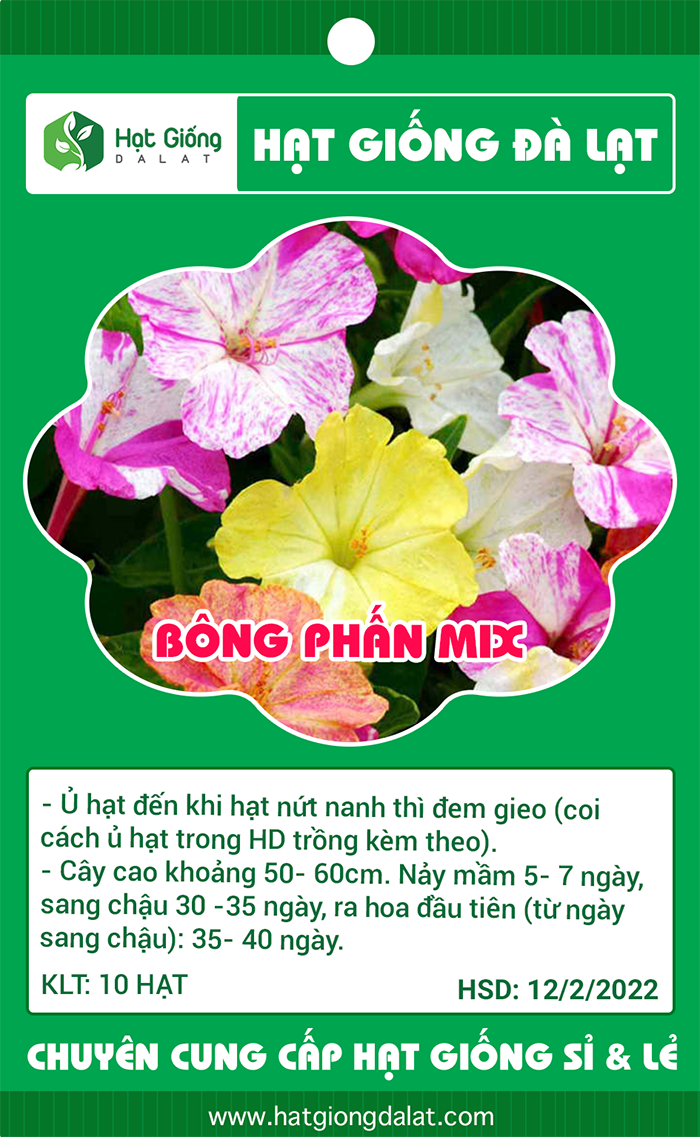 Hạt Giống
DALAT
HẠT GIỐNG ĐÀ LẠT
BÔNG PHẤN MIX
- Ủ hạt đến khi hạt nứt nanh thì đem gieo (coi
cách ủ hạt trong HD trồng kèm theo).
- Cây cao khoảng 50- 60cm. Nảy mầm 5- 7 ngày,
sang chậu 30 -35 ngày, ra hoa đầu tiên (từ ngày
sang chậu): 35- 40 ngày.
KLT: 10 HẠT
HSD: 12/2/2022
CHUYÊN CUNG CẤP HẠT GIỐNG SỈ & LẺ
www.hatgiongdalat.com